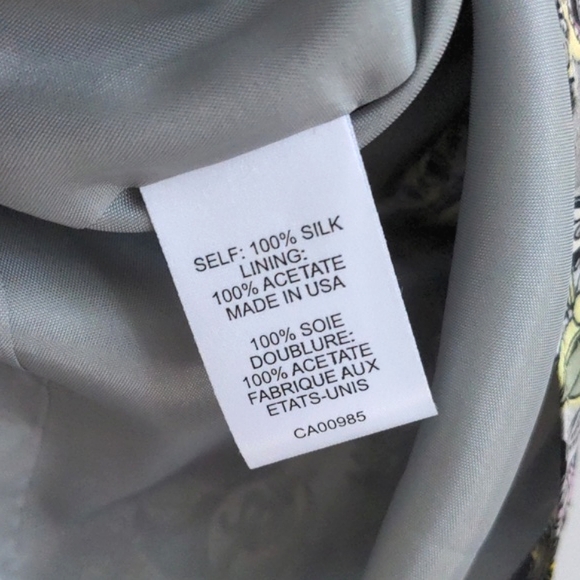 SELF: 100% SILK
LINING:
100% ACETATE
MADE IN USA
100% SOIE
DOUBLURE:
100% ACETATE
FABRIQUE AUX
ETATS-UNIS
CA00985